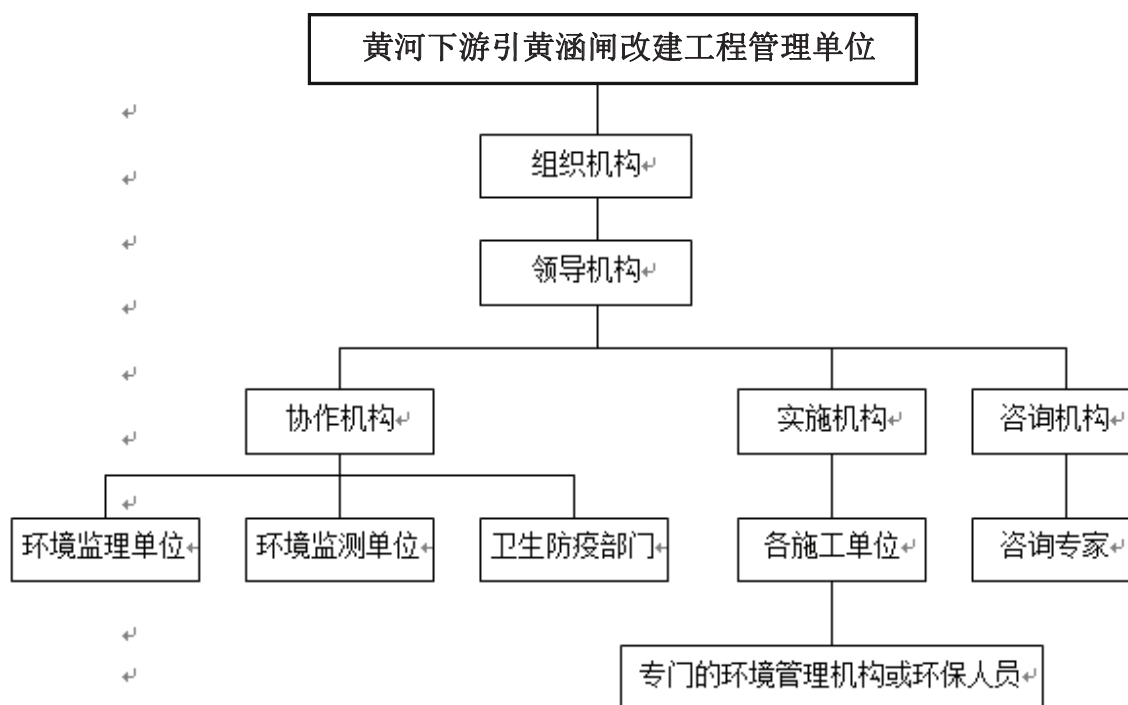 黄河下游引黄涵闸改建工程管理单位
组织机构
领导机构
协作机构
实施机构
咨询机构
环境监理单位
环境监测单位
卫生防疫部门
各施工单位
咨询专家
专门的环境管理机构或环保人员